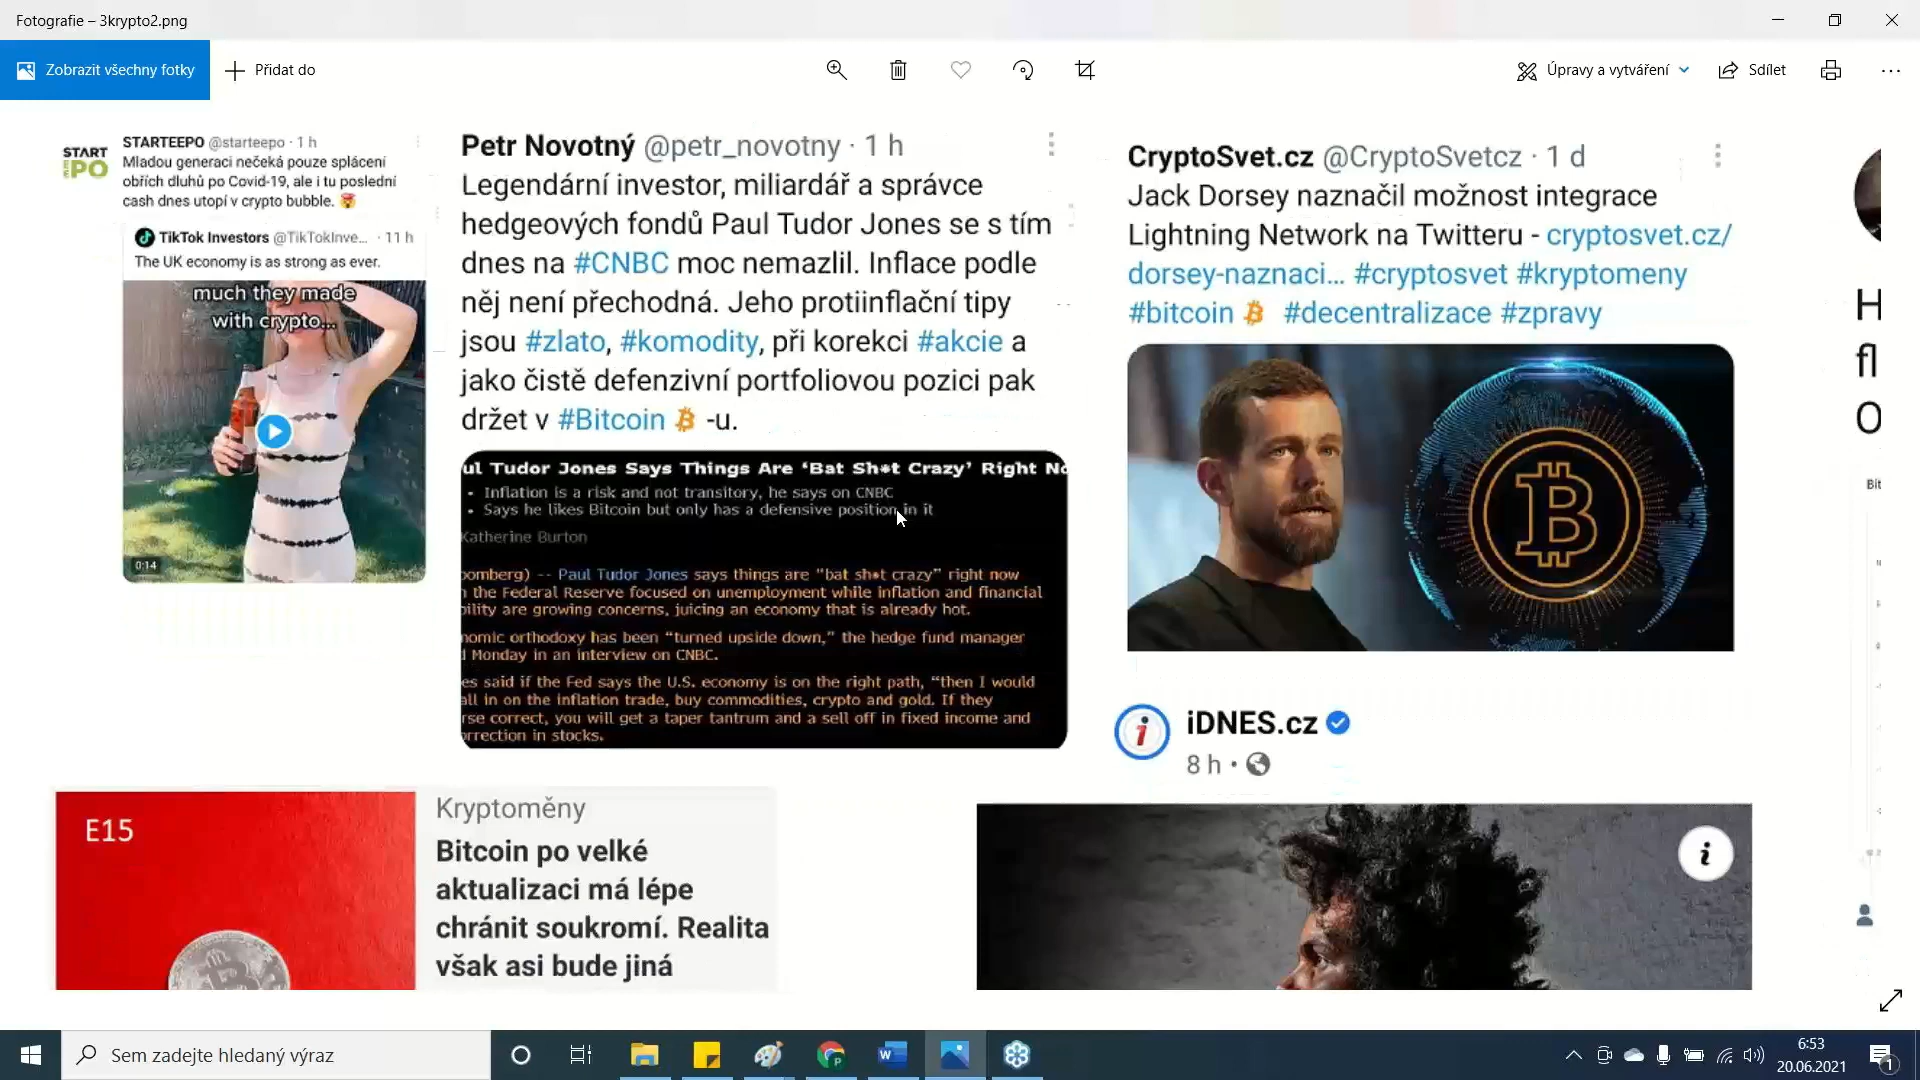 Fotografie – 3krypto2.png
Zobrazit všechny fotky
Přidat do
Úpravy a vytváření
Sdílet
START
PO
STARTEEPO @starteepo · 1 h
Mladou generaci nečeká pouze splácení
obřích dluhů po Covid-19, ale i tu poslední
cash dnes utopí v crypto bubble. 🤯
TikTok Investors @TikTokInve... · 11 h
The UK economy is as strong as ever.
much they made
with crypto...
0:14
Petr Novotný @petr_novotny · 1 h
Legendární investor, miliardář a správce
hedgeových fondů Paul Tudor Jones se s tím
dnes na #CNBC moc nemazlil. Inflace podle
něj není přechodná. Jeho protiinflační tipy
jsou #zlato, #komodity, při korekci #akcie a
jako čistě defenzivní portfoliovou pozici pak
držet v #Bitcoin ₿ -u.
ul Tudor Jones Says Things Are ‘Bat Sh*t Crazy’ Right No
• Inflation is a risk and not transitory, he says on CNBC
• Says he likes Bitcoin but only has a defensive position in it
Katherine Burton
oomberg) -- Paul Tudor Jones says things are "bat sh*t crazy" right now
h the Federal Reserve focused on unemployment while inflation and financial
bility are growing concerns, juicing an economy that is already hot.
nomic orthodoxy has been “turned upside down,” the hedge fund manager
d Monday in an interview on CNBC.
es said if the Fed says the U.S. economy is on the right path, “then I would
all in on the inflation trade, buy commodities, crypto and gold. If they
rse correct, you will get a taper tantrum and a sell off in fixed income and
orrection in stocks.
CryptoSvet.cz @CryptoSvetcz · 1 d
Jack Dorsey naznačil možnost integrace
Lightning Network na Twitteru - cryptosvet.cz/
dorsey-naznaci... #cryptosvet #kryptomeny
#bitcoin ₿ #decentralizace #zpravy
iDNES.cz
8 h ·
H
fl
O
Bit
E15
Kryptoměny
Bitcoin po velké
aktualizaci má lépe
chránit soukromí. Realita
však asi bude jiná
Sem zadejte hledaný výraz
6:53
20.06.2021
1